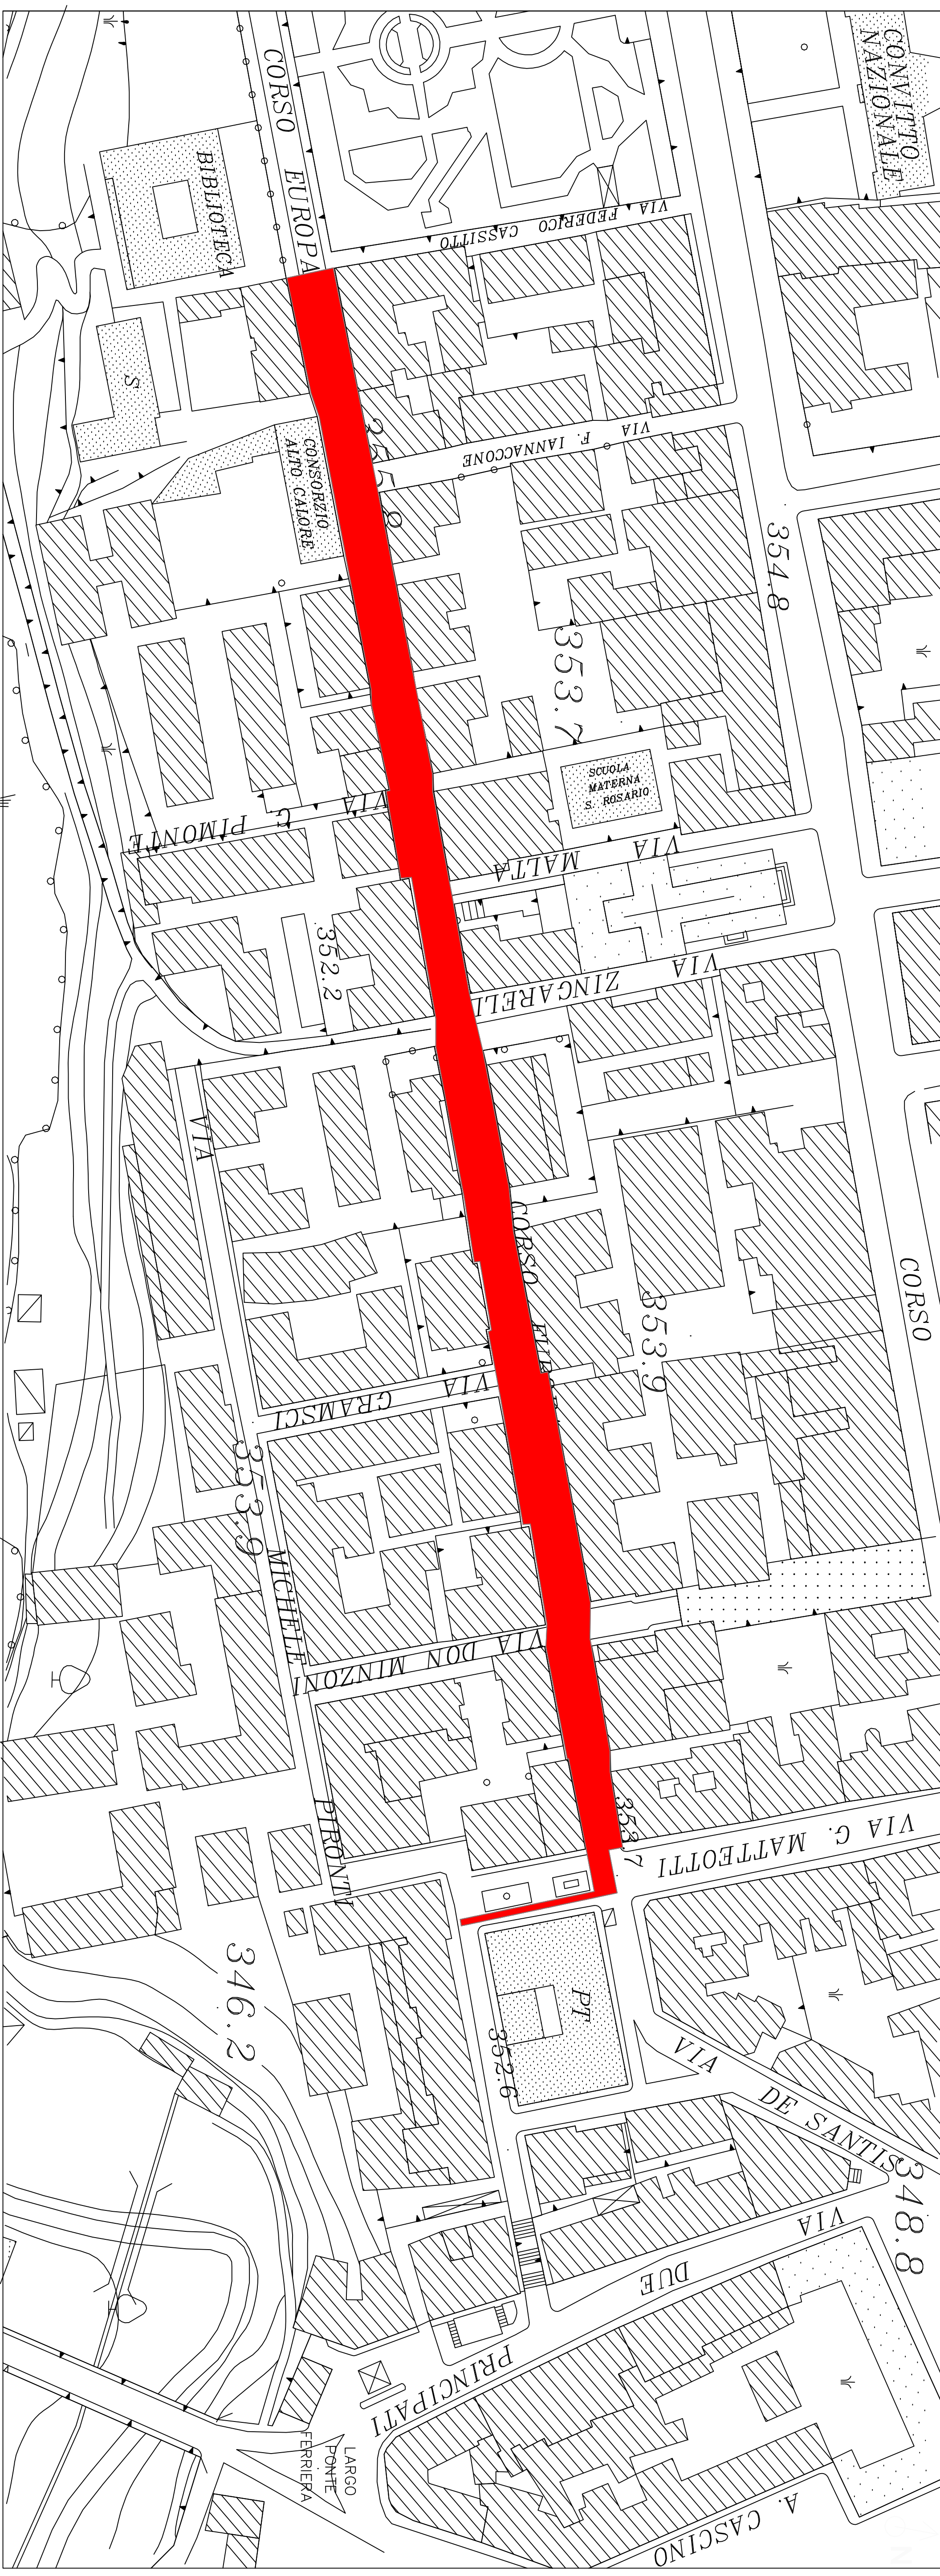 CORSO EUROPA
CONVITTO
NAZIONALE
BIBLIOTECA
VIA FEDERICO CASSITTO
S
VIA F. IANNACCONE
CONSORZIO
ALTO CALORE
354.8
353.7
SCUOLA
MATERNA
S. ROSARIO
VIA G PIMONTE
VIA MALTA
352.2
VIA ZINGARELLI
VIA MICHELE PIRONTI
CORSO
CORSO
353.9
VIA GRAMSCI
353.9
VIA DON MINZONI
VIA G. MATTEOTTI
346.2
PT
352.6
VIA DE SANTIS
348.8
VIA DUE PRINCIPATI
LARGO
PONTE
FERRIERA
A. CASCINO